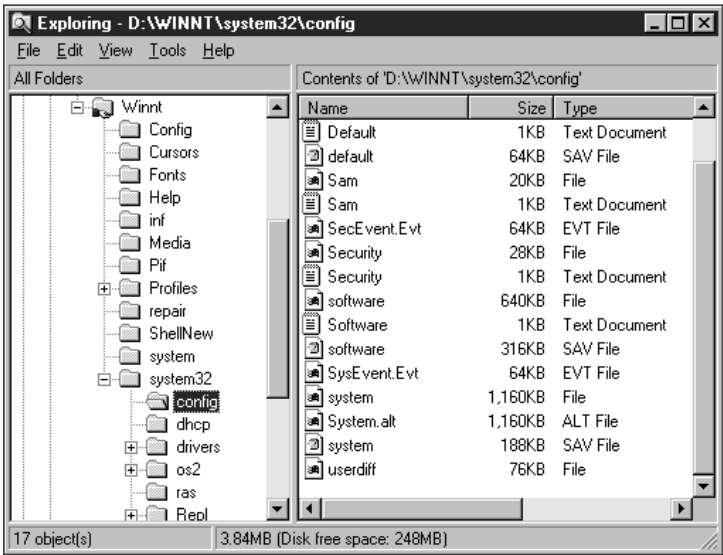 Exploring - D:\WINNT\system32\config
File Edit View Tools Help
All Folders
Contents of 'D:\WINNT\system32\config'
Winnt
Config
Cursors
Fonts
Help
inf
Media
Pif
Profiles
repair
ShellNew
system
system32
config
dhcp
drivers
os2
ras
Repl
Name Size Type
Default 1KB Text Document
default 64KB SAV File
Sam 20KB File
Sam 1KB Text Document
SecEvent.Evt 64KB EVT File
Security 28KB File
Security 1KB Text Document
software 640KB File
Software 1KB Text Document
software 316KB SAV File
SysEvent.Evt 64KB EVT File
system 1,160KB File
System.alt 1,160KB ALT File
system 188KB SAV File
userdiff 76KB File
17 object(s)
3.84MB (Disk free space: 248MB)